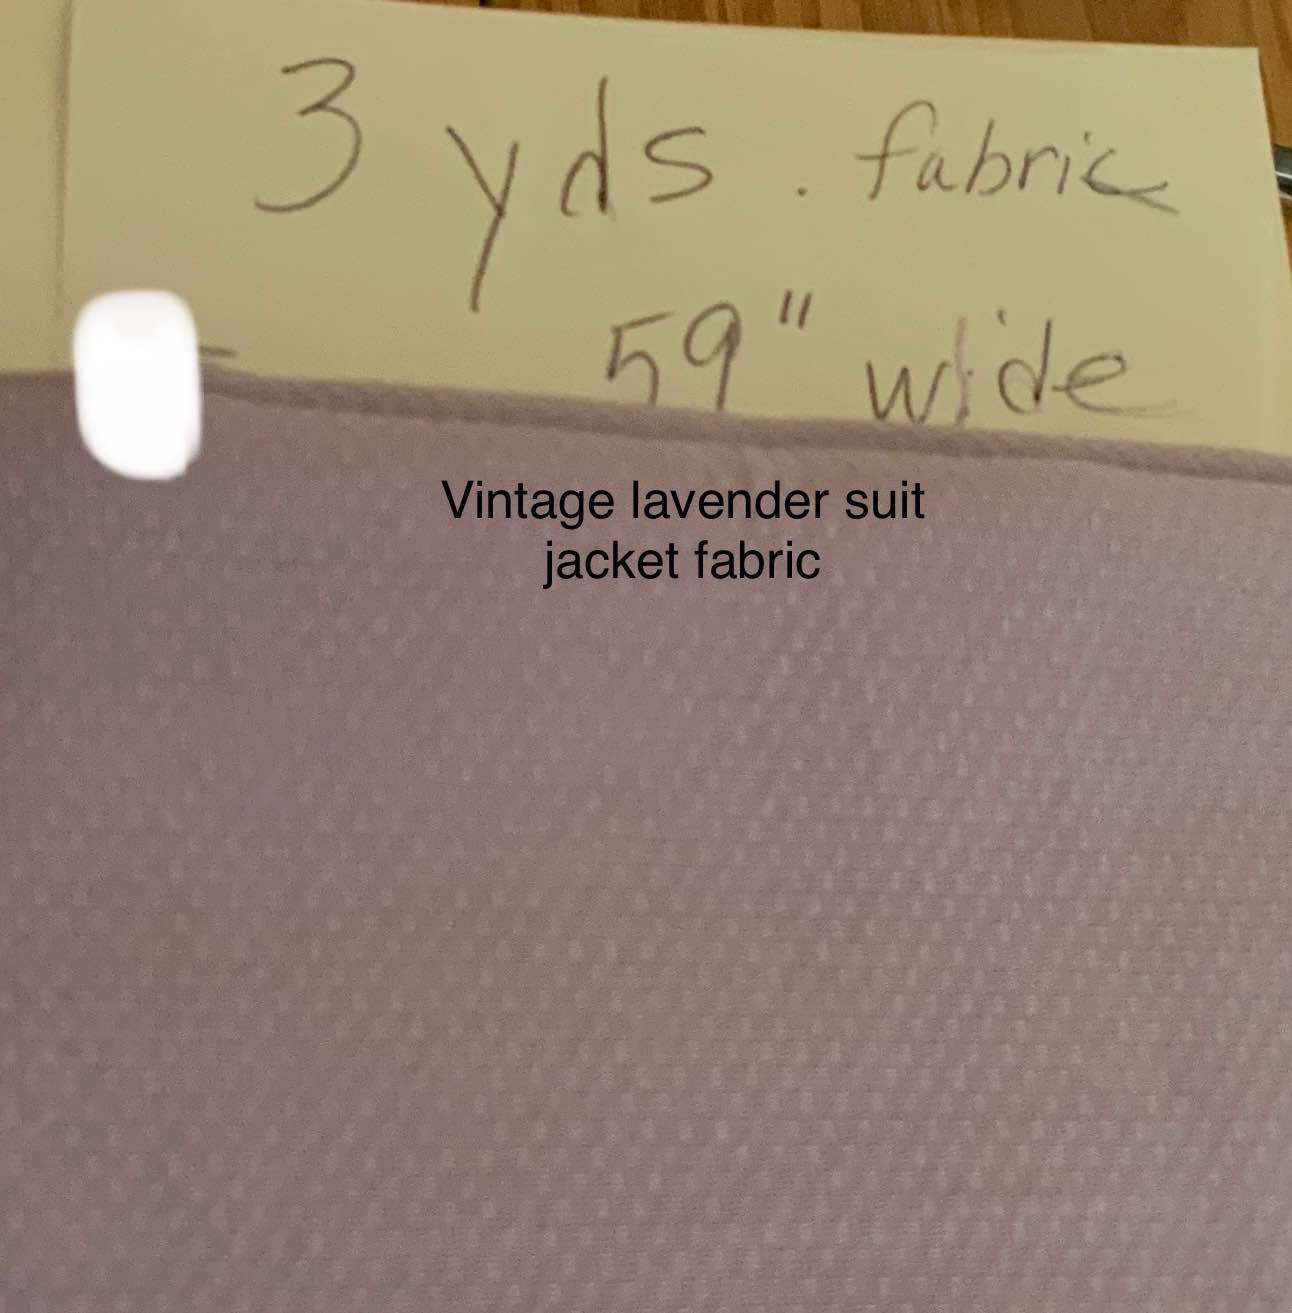 3 yds. fabric
59" wide
Vintage lavender suit
jacket fabric